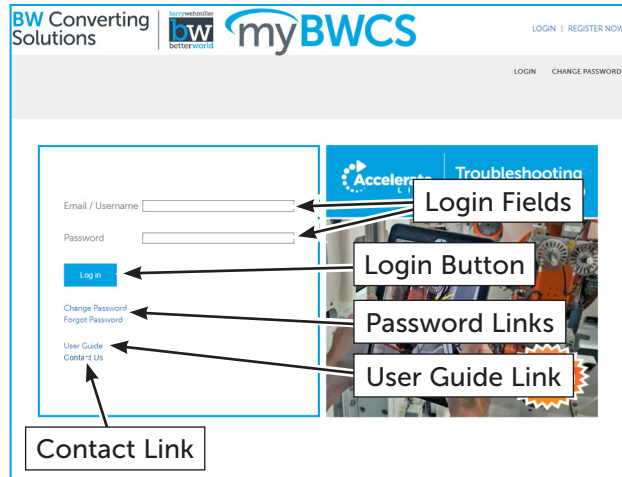 BW Converting
Solutions
barrywehmiller
bw
betterworld
myBWCS
LOGIN | REGISTER NOW
LOGIN CHANGE PASSWORD
Troubleshooting
Login Fields
Email / Username
Password
Login Button
Log in
Change Password
Forgot Password
Password Links
User Guide
Contact Us
User Guide Link
Contact Link